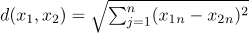 d(x_1, x_2) = \sqrt{\sum_{j=1}^{n} (x_{1n} - x_{2n})^2}